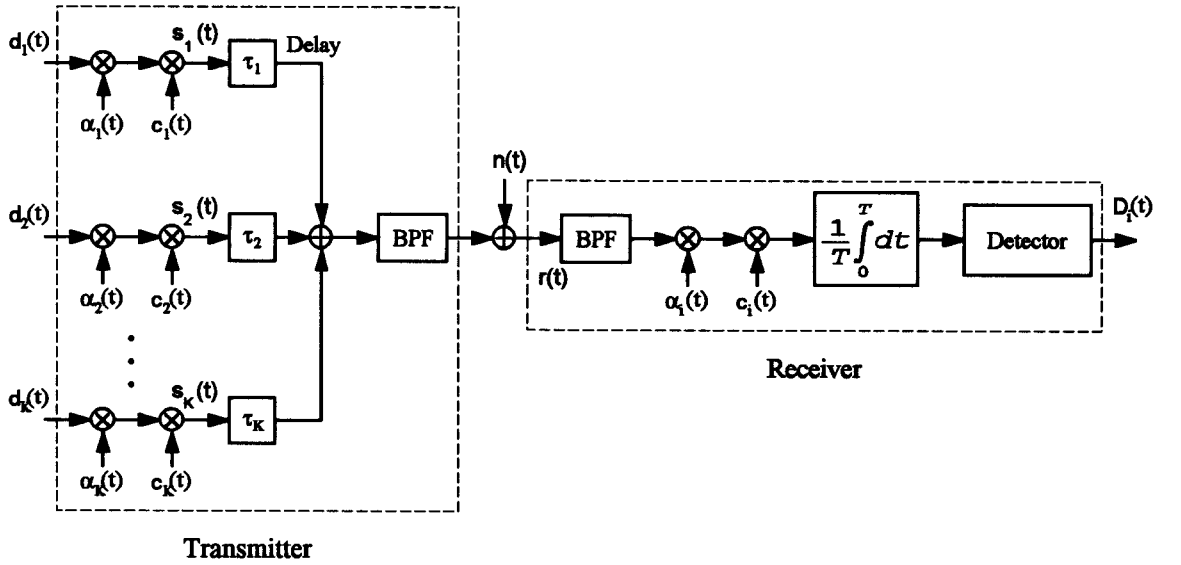 d₁(t)
s₁(t)
τ₁
Delay
α₁(t)
c₁(t)
d₂(t)
s₂(t)
τ₂
BPF
α₂(t)
c₂(t)
dK(t)
sK(t)
τK
αK(t)
cK(t)
Transmitter
n(t)
r(t)
BPF
αᵢ(t)
cᵢ(t)
1/T ∫₀ᵀ dt
Detector
Dᵢ(t)
Receiver